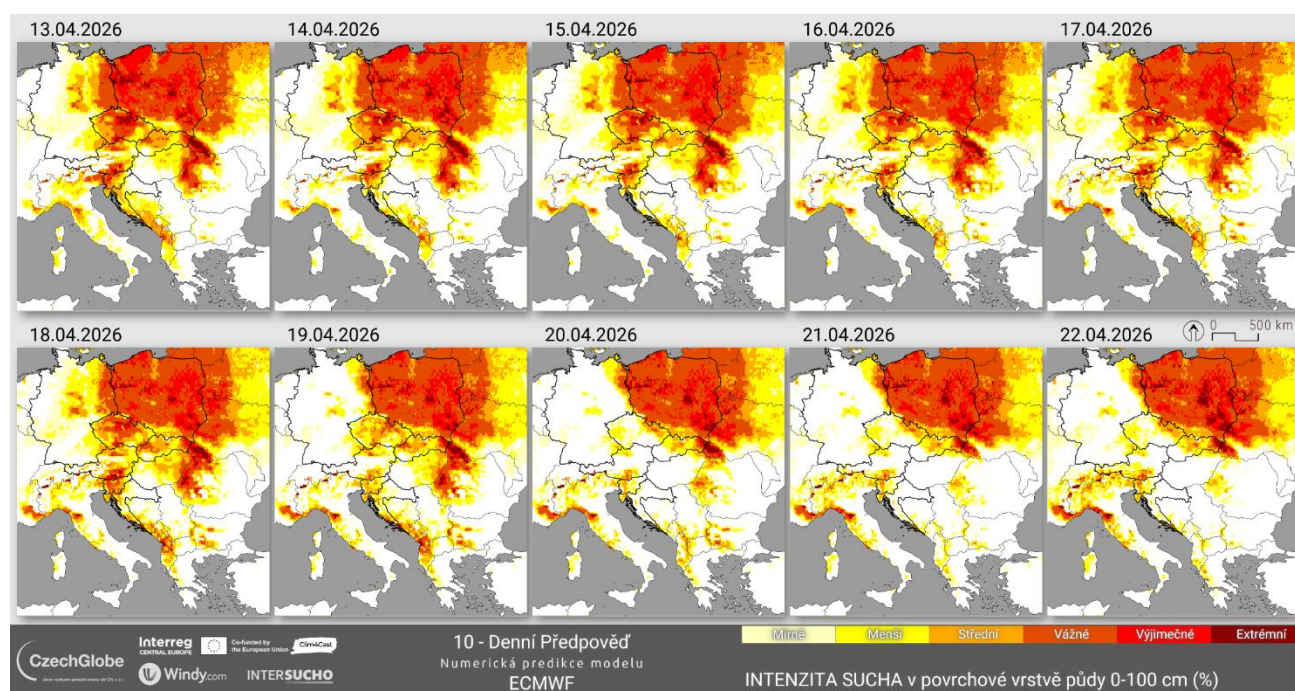 13.04.2026
14.04.2026
15.04.2026
16.04.2026
17.04.2026
18.04.2026
19.04.2026
20.04.2026
21.04.2026
22.04.2026
0 500 km
CzechGlobe
Interreg
CENTRAL EUROPE
Co-funded by
the European Union
Clim4Cast
Windy.com
INTERSUCHO
10 - Denní Předpověď
Numerická predikce modelu
ECMWF
Mírné Menší Střední Vážné Výjimečné Extrémní
INTENZITA SUCHA v povrchové vrstvě půdy 0-100 cm (%)